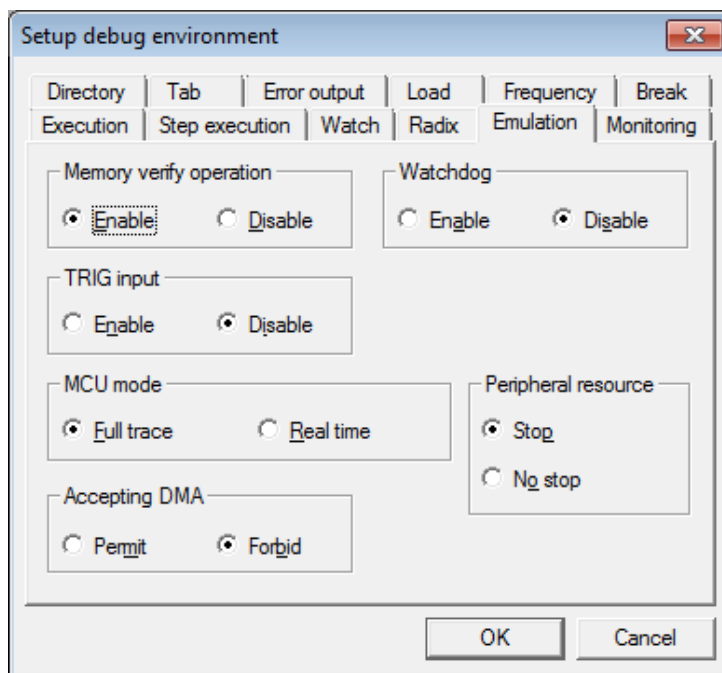 Setup debug environment
Directory Tab Error output Load Frequency Break
Execution Step execution Watch Radix Emulation Monitoring
Memory verify operation Watchdog
Enable Disable Enable Disable
TRIG input
Enable Disable
MCU mode Peripheral resource
Full trace Real time Stop
No stop
Accepting DMA
Permit Forbid
OK Cancel